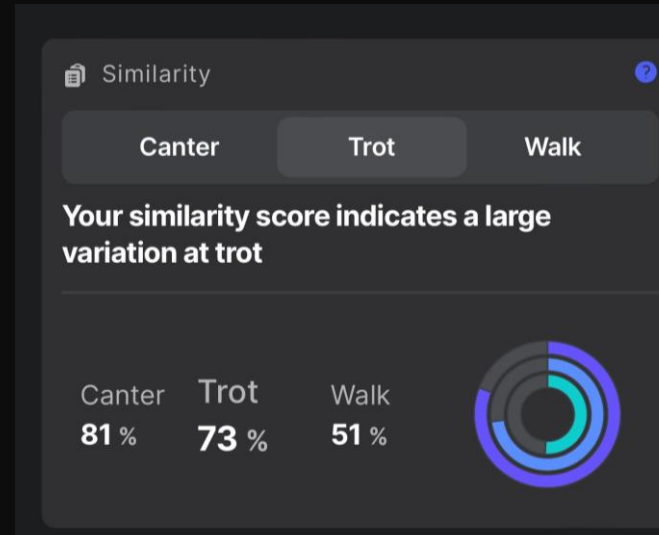 Similarity
?
Canter Trot Walk
Your similarity score indicates a large
variation at trot
Canter Trot Walk
81 % 73 % 51 %